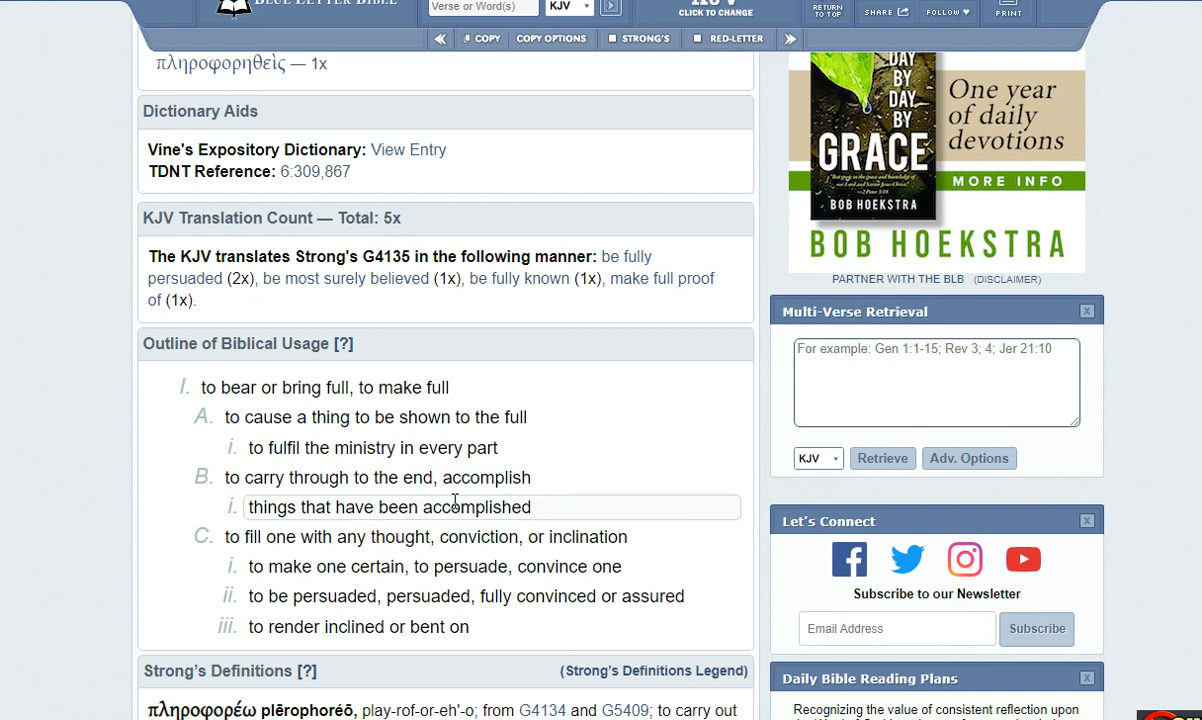 BLUE LETTER BIBLE
Verse or Word(s)
KJV
CLICK TO CHANGE
RETURN
TO TOP
SHARE
FOLLOW
PRINT
COPY
COPY OPTIONS
STRONG'S
RED-LETTER
πληροφορηθεὶς — 1x
Dictionary Aids
Vine's Expository Dictionary: View Entry
TDNT Reference: 6:309,867
KJV Translation Count — Total: 5x
The KJV translates Strong's G4135 in the following manner: be fully
persuaded (2x), be most surely believed (1x), be fully known (1x), make full proof
of (1x).
Outline of Biblical Usage [?]
I. to bear or bring full, to make full
A. to cause a thing to be shown to the full
i. to fulfil the ministry in every part
B. to carry through to the end, accomplish
i. things that have been accomplished
C. to fill one with any thought, conviction, or inclination
i. to make one certain, to persuade, convince one
ii. to be persuaded, persuaded, fully convinced or assured
iii. to render inclined or bent on
Strong's Definitions [?]
(Strong's Definitions Legend)
πληροφορέω plērophoréō, play-rof-or-eh'-o; from G4134 and G5409; to carry out
DAY
BY
DAY
BY
GRACE
BOB HOEKSTRA
One year
of daily
devotions
MORE INFO
BOB HOEKSTRA
PARTNER WITH THE BLB (DISCLAIMER)
Multi-Verse Retrieval
x
For example: Gen 1:1-15; Rev 3; 4; Jer 21:10
KJV
Retrieve
Adv. Options
Let's Connect
x
Subscribe to our Newsletter
Email Address
Subscribe
Daily Bible Reading Plans
x
Recognizing the value of consistent reflection upon